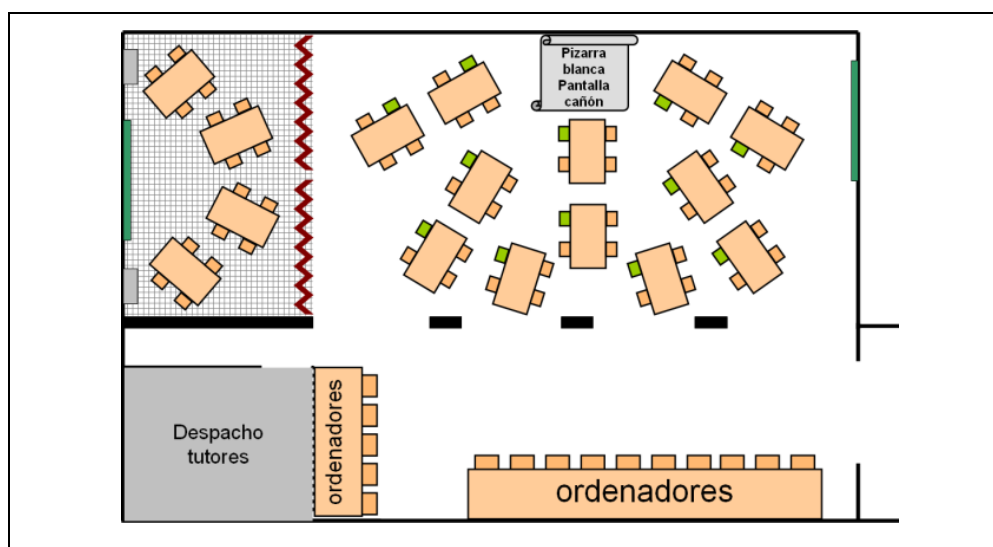 Pizarra
blanca
Pantalla
cañón
Despacho
tutores
ordenadores
ordenadores